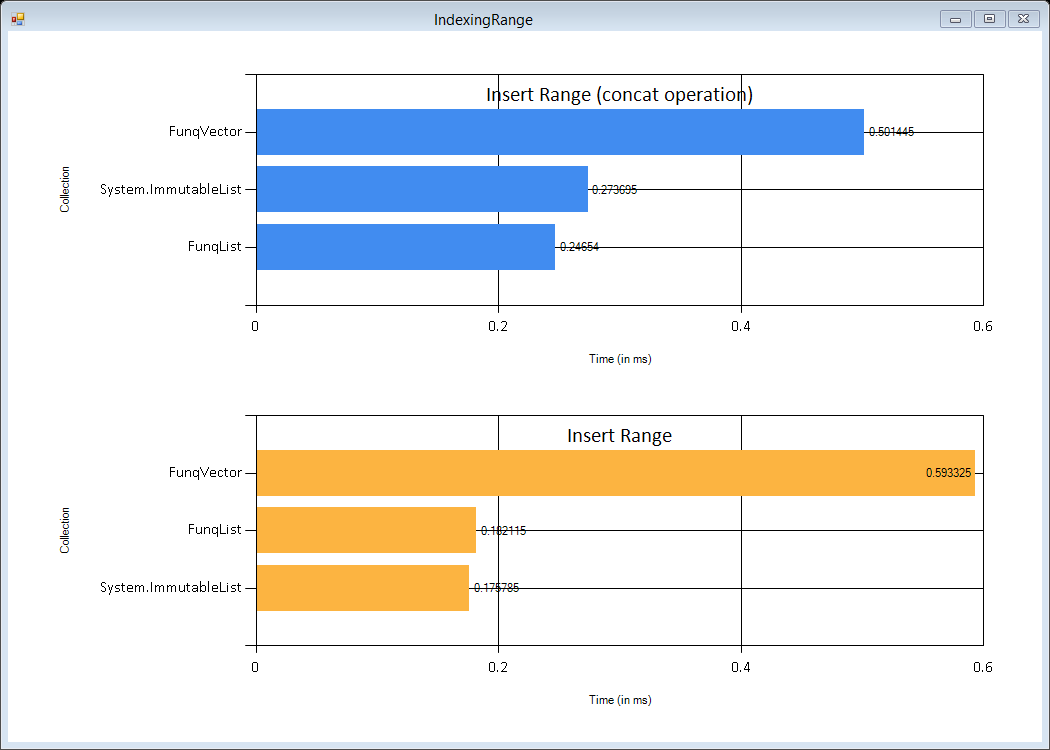 IndexingRange
Insert Range (concat operation)
Collection
FunqVector
0.501445
System.ImmutableList
0.273695
FunqList
0.24654
0
0.2
0.4
0.6
Time (in ms)
Insert Range
Collection
FunqVector
0.593325
FunqList
0.182115
System.ImmutableList
0.175785
0
0.2
0.4
0.6
Time (in ms)